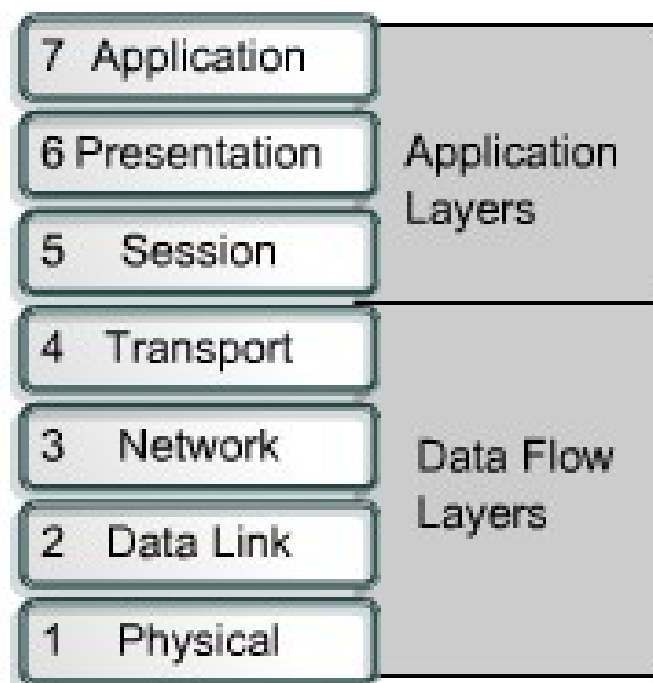 7 Application
6 Presentation
5 Session
4 Transport
3 Network
2 Data Link
1 Physical
Application
Layers
Data Flow
Layers